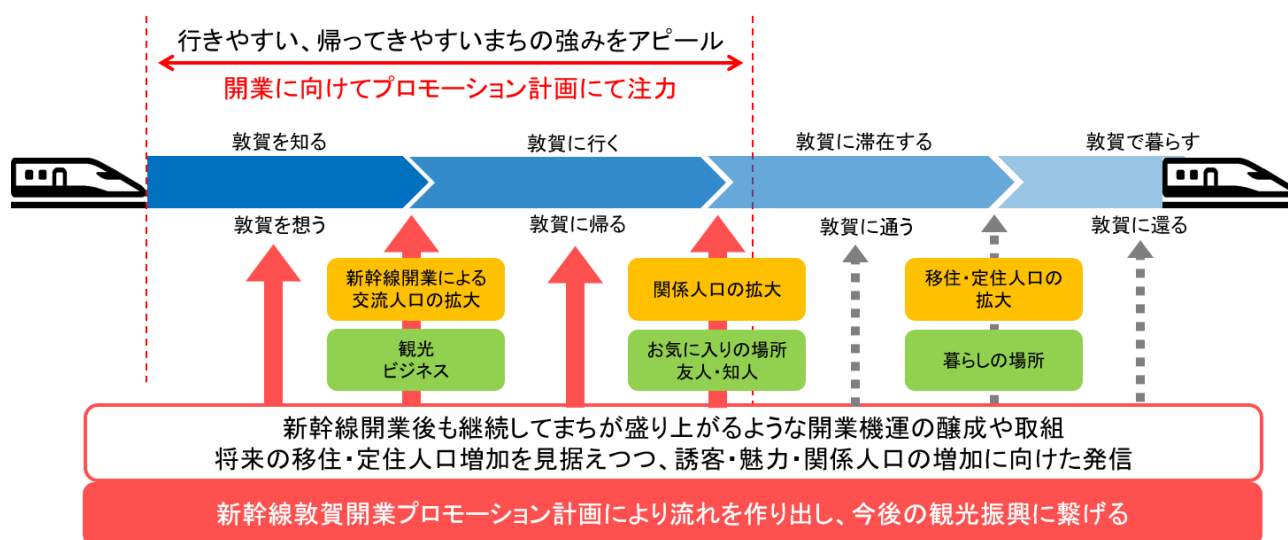 行きやすい、帰ってきやすいまちの強みをアピール
開業に向けてプロモーション計画にて注力
敦賀を知る
敦賀に行く
敦賀に滞在する
敦賀で暮らす
敦賀を想う
敦賀に帰る
敦賀に通う
敦賀に還る
新幹線開業による
交流人口の拡大
関係人口の拡大
移住・定住人口の
拡大
観光
ビジネス
お気に入りの場所
友人・知人
暮らしの場所
新幹線開業後も継続してまちが盛り上がるような開業機運の醸成や取組
将来の移住・定住人口増加を見据えつつ、誘客・魅力・関係人口の増加に向けた発信
新幹線敦賀開業プロモーション計画により流れを作り出し、今後の観光振興に繋げる